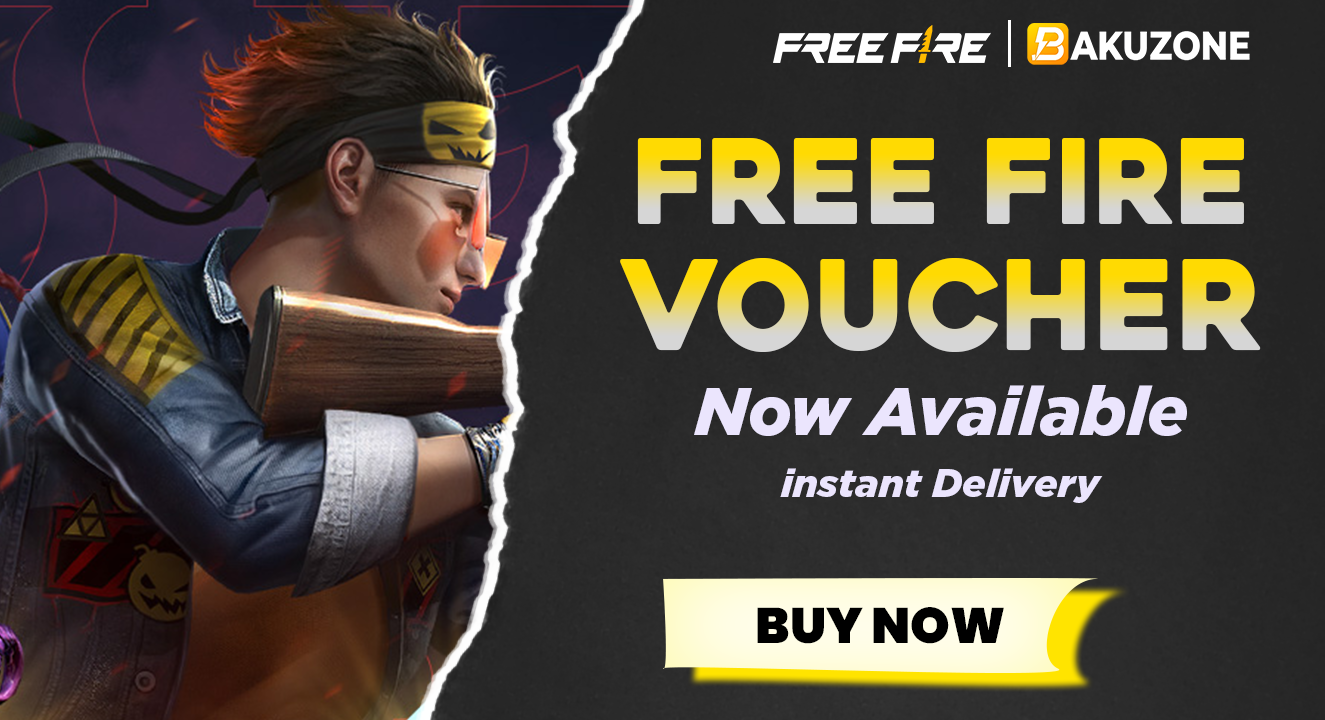 FREE FIRE | BAKUZONE
FREE FIRE
VOUCHER
Now Available
instant Delivery
BUY NOW